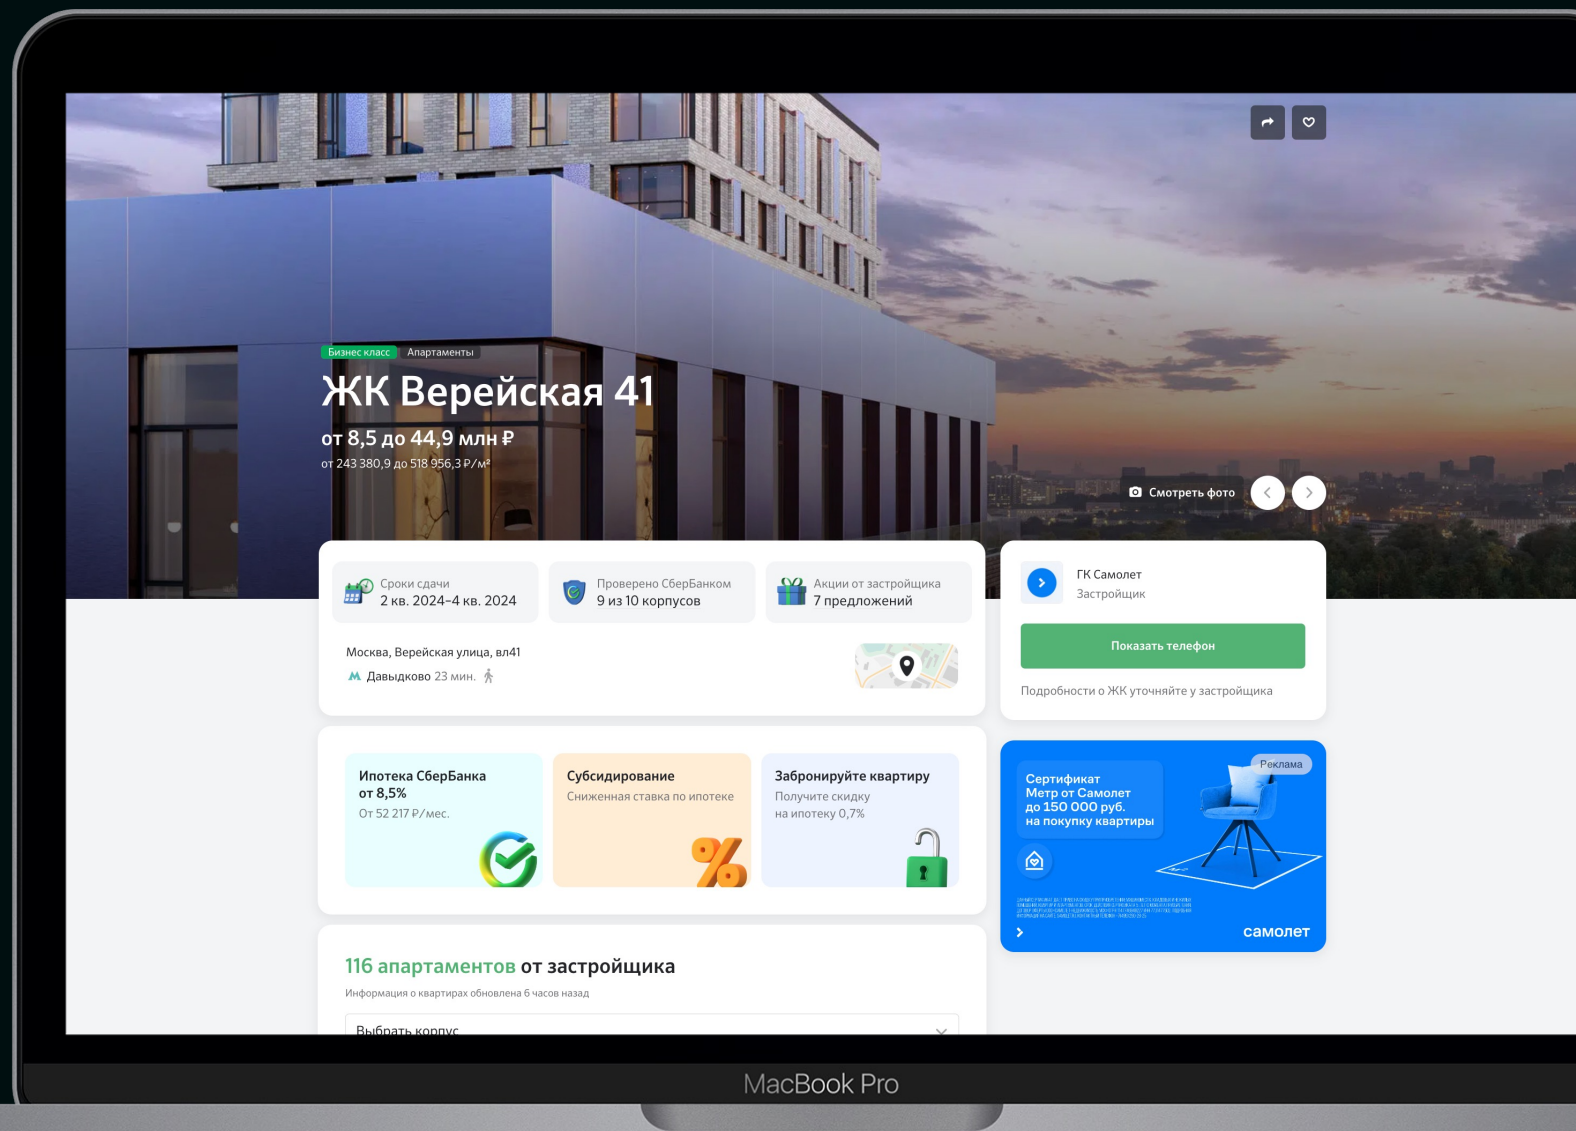 Бизнес класс Апартаменты
ЖК Верейская 41
от 8,5 до 44,9 млн ₽
от 243 380,9 до 518 956,3 ₽/м²
Смотреть фото
Сроки сдачи
2 кв. 2024–4 кв. 2024
Проверено СберБанком
9 из 10 корпусов
Акции от застройщика
7 предложений
Москва, Верейская улица, вл41
Давыдково 23 мин.
ГК Самолет
Застройщик
Показать телефон
Подробности о ЖК уточняйте у застройщика
Ипотека СберБанка
от 8,5%
От 52 217 ₽/мес.
Субсидирование
Сниженная ставка по ипотеке
Забронируйте квартиру
Получите скидку
на ипотеку 0,7%
Реклама
Сертификат
Метр от Самолет
до 150 000 руб.
на покупку квартиры
самолет
116 апартаментов от застройщика
Информация о квартирах обновлена 6 часов назад
Выбрать корпус
MacBook Pro